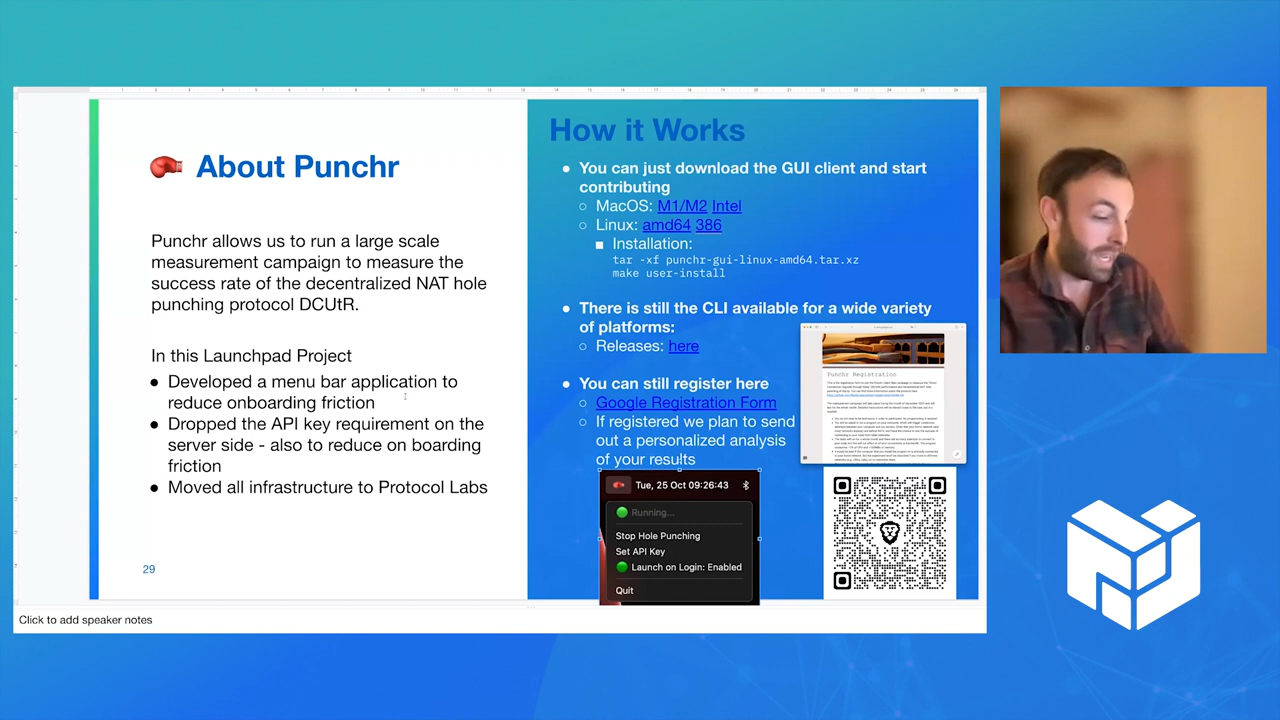 About Punchr
Punchr allows us to run a large scale
measurement campaign to measure the
success rate of the decentralized NAT hole
punching protocol DCUtR.
In this Launchpad Project
● Developed a menu bar application to
reduce onboarding friction
● Dropped the API key requirement on the
server side - also to reduce on boarding
friction
● Moved all infrastructure to Protocol Labs
29
How it Works
● You can just download the GUI client and start
contributing
○ MacOS: M1/M2 Intel
○ Linux: amd64 386
■ Installation:
tar -xf punchr-gui-linux-amd64.tar.xz
make user-install
● There is still the CLI available for a wide variety
of platforms:
○ Releases: here
● You can still register here
○ Google Registration Form
○ If registered we plan to send
out a personalized analysis
of your results
Punchr Registration
Tue, 25 Oct 09:26:43
Running...
Stop Hole Punching
Set API Key
Launch on Login: Enabled
Quit
Click to add speaker notes